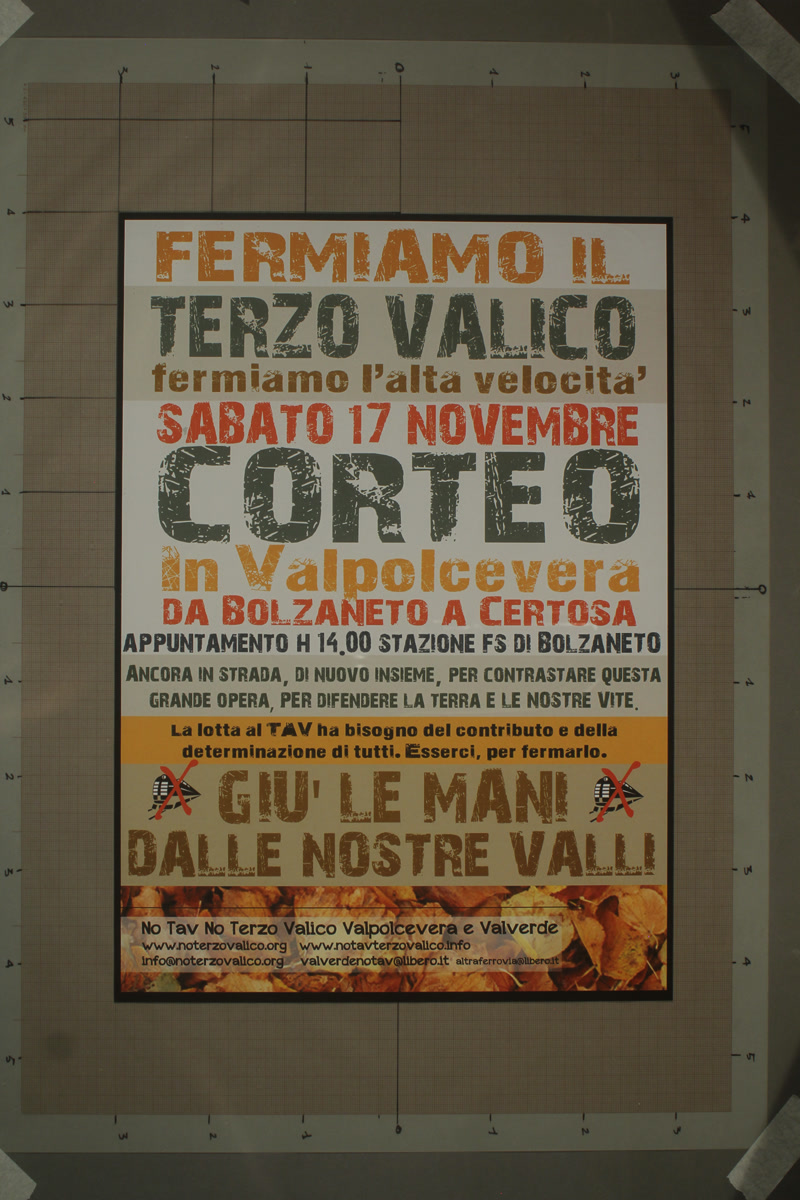 FERMIAMO IL
TERZO VALICO
fermiamo l'alta velocita'
SABATO 17 NOVEMBRE
CORTEO
In Valpolcevera
DA BOLZANETO A CERTOSA
APPUNTAMENTO H 14.00 STAZIONE FS DI BOLZANETO
ANCORA IN STRADA, DI NUOVO INSIEME, PER CONTRASTARE QUESTA
GRANDE OPERA, PER DIFENDERE LA TERRA E LE NOSTRE VITE.
La lotta al TAV ha bisogno del contributo e della
determinazione di tutti. Esserci, per fermarlo.
GIU' LE MANI
DALLE NOSTRE VALLI
No Tav No Terzo Valico Valpolcevera e Valverde
www.noterzovalico.org www.notavterzovalico.info
info@noterzovalico.org valverdenotav@libero.it altraferrovia@libero.it